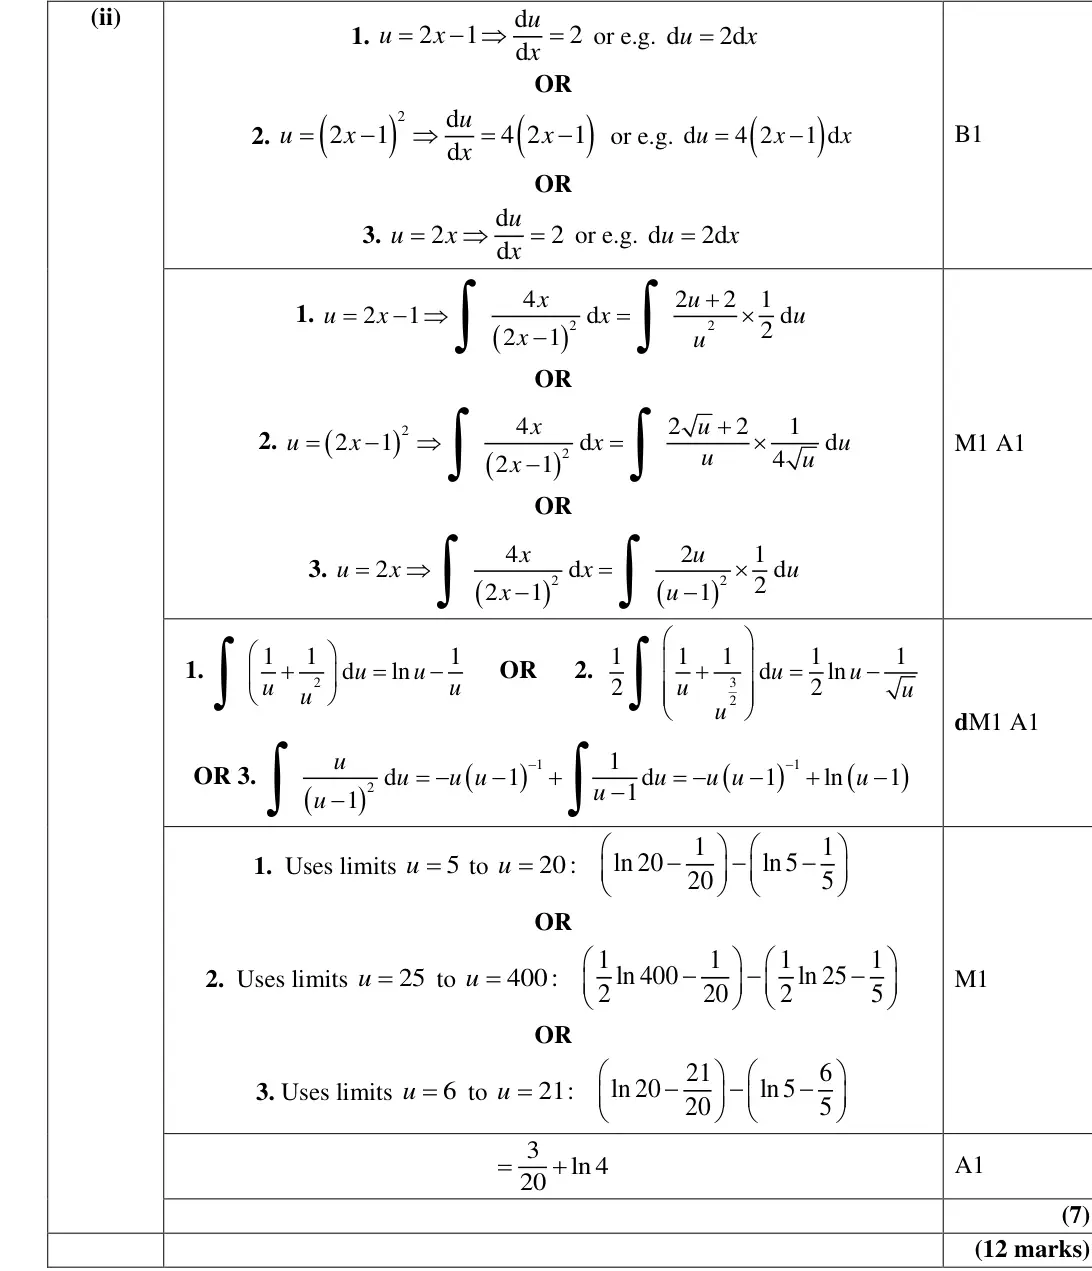 (ii)
1. u = 2x − 1 ⇒ du/dx = 2 or e.g. du = 2dx
OR
2. u = (2x − 1)² ⇒ du/dx = 4(2x − 1) or e.g. du = 4(2x − 1)dx
OR
3. u = 2x ⇒ du/dx = 2 or e.g. du = 2dx
B1
1. u = 2x − 1 ⇒ ∫ 4x/(2x − 1)² dx = ∫ (2u + 2)/u² × 1/2 du
OR
2. u = (2x − 1)² ⇒ ∫ 4x/(2x − 1)² dx = ∫ (2√u + 2)/u × 1/(4√u) du
OR
3. u = 2x ⇒ ∫ 4x/(2x − 1)² dx = ∫ 2u/(u − 1)² × 1/2 du
M1 A1
1. ∫ (1/u + 1/u²) du = ln u − 1/u OR 2. 1/2 ∫ (1/u + 1/u^(3/2)) du = 1/2 ln u − 1/√u
OR 3. ∫ u/(u − 1)² du = −u(u − 1)⁻¹ + ∫ 1/(u − 1) du = −u(u − 1)⁻¹ + ln(u − 1)
dM1 A1
1. Uses limits u = 5 to u = 20 : (ln 20 − 1/20) − (ln 5 − 1/5)
OR
2. Uses limits u = 25 to u = 400 : (1/2 ln 400 − 1/20) − (1/2 ln 25 − 1/5)
OR
3. Uses limits u = 6 to u = 21 : (ln 20 − 21/20) − (ln 5 − 6/5)
M1
= 3/20 + ln 4
A1
(7)
(12 marks)